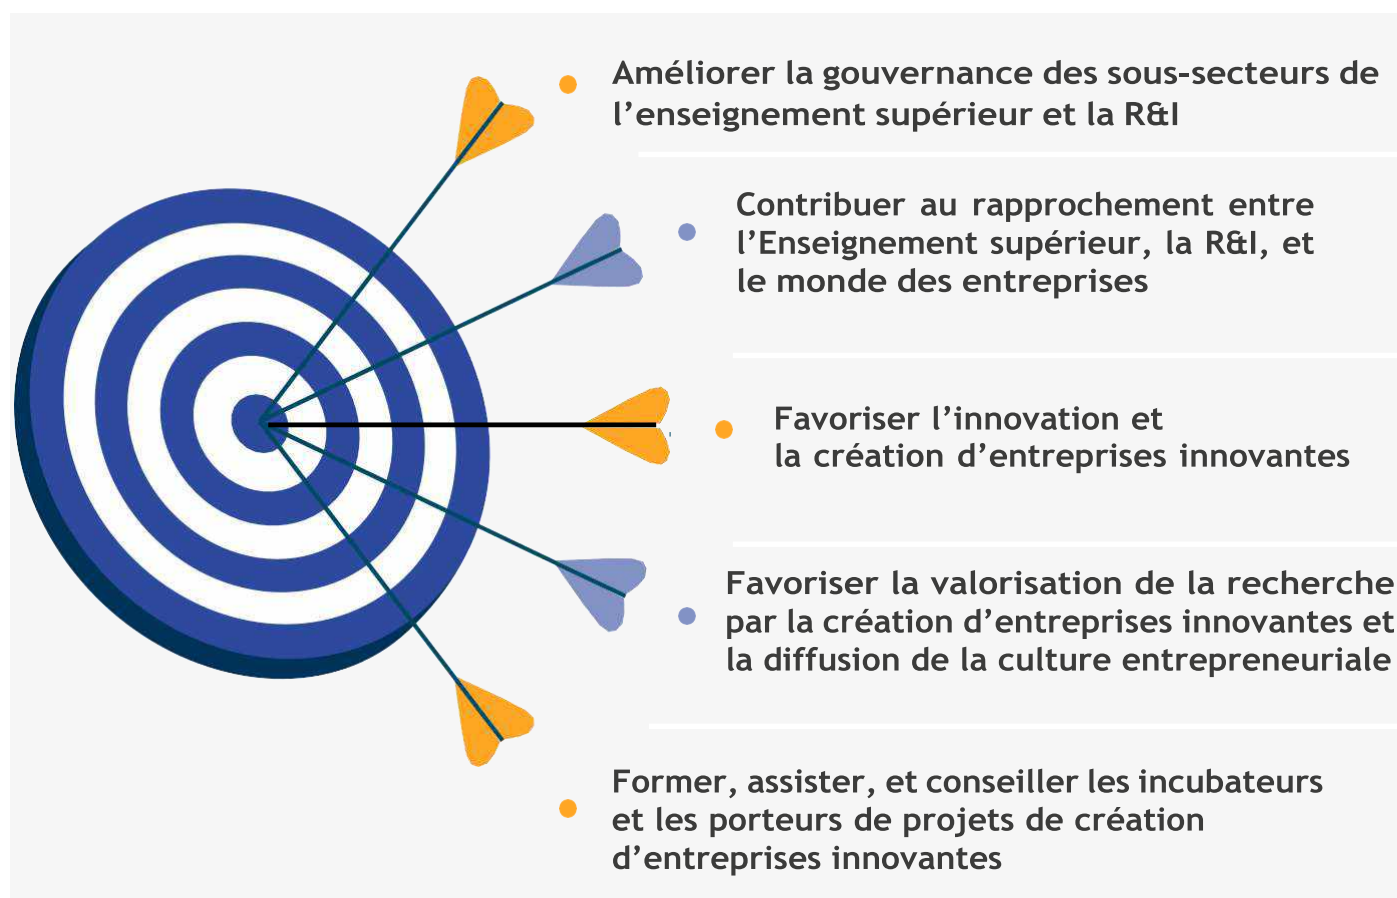 Améliorer la gouvernance des sous-secteurs de
l’enseignement supérieur et la R&I
Contribuer au rapprochement entre
l’Enseignement supérieur, la R&I, et
le monde des entreprises
Favoriser l’innovation et
la création d’entreprises innovantes
Favoriser la valorisation de la recherche
par la création d’entreprises innovantes et
la diffusion de la culture entrepreneuriale
Former, assister, et conseiller les incubateurs
et les porteurs de projets de création
d’entreprises innovantes